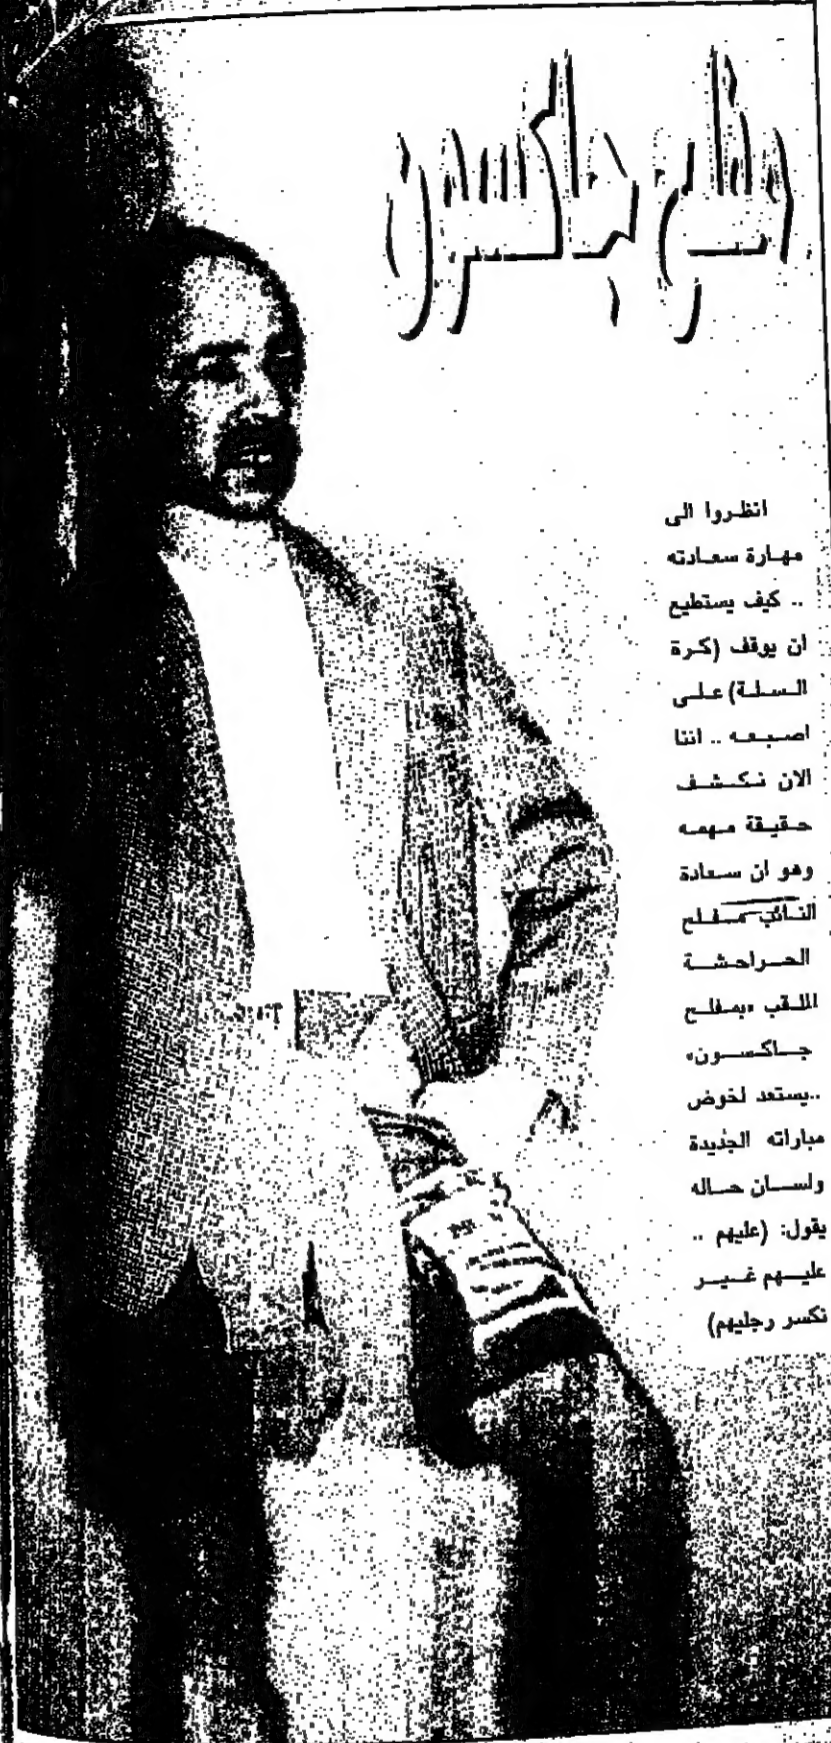 مفلح جاكسون
انظروا الى
مهارة سعادته
.. كيف يستطيع
ان يوقف (كرة
السلة) على
اصبعه .. اننا
الان نكشف
حقيقة مهمه
وهو ان سعادة
النائب مفلح
الحراحشة
الملقب «بمفلح
جاكسون»
..يستعد لخوض
مباراته الجديدة
ولسان حاله
يقول: (عليهم ..
عليهم غير
نكسر رجليهم)